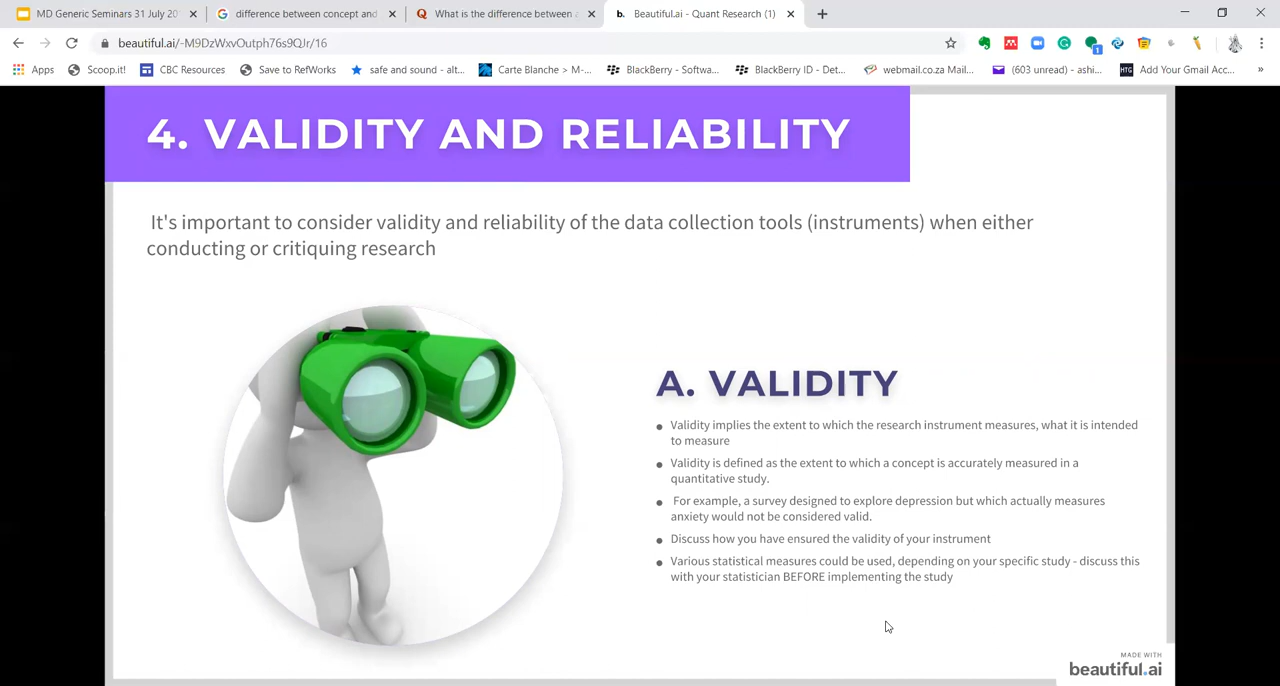 MD Generic Seminars 31 July 20
difference between concept and
What is the difference between a
b. Beautiful.ai - Quant Research (1)
beautiful.ai/-M9DzWxvOutph76s9QJr/16
1
Apps
Scoop.it!
CBC Resources
Save to RefWorks
safe and sound - alt...
Carte Blanche > M-...
BlackBerry - Softwa...
BlackBerry ID - Det...
webmail.co.za Mail...
(603 unread) - ashi...
HTG Add Your Gmail Acc...
4. VALIDITY AND RELIABILITY
It's important to consider validity and reliability of the data collection tools (instruments) when either
conducting or critiquing research
A. VALIDITY
Validity implies the extent to which the research instrument measures, what it is intended
to measure
Validity is defined as the extent to which a concept is accurately measured in a
quantitative study.
For example, a survey designed to explore depression but which actually measures
anxiety would not be considered valid.
Discuss how you have ensured the validity of your instrument
Various statistical measures could be used, depending on your specific study - discuss this
with your statistician BEFORE implementing the study
MADE WITH
beautiful.ai